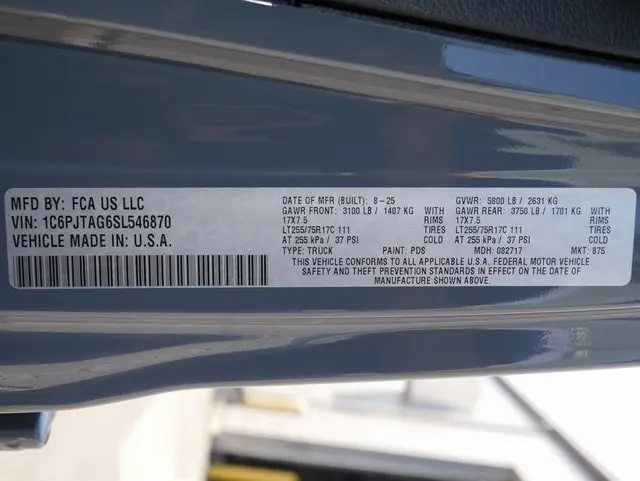 MFD BY: FCA US LLC
VIN: 1C6PJTAG6SL546870
VEHICLE MADE IN: U.S.A.
DATE OF MFR (BUILT): 8-25 GVWR: 5800 LB / 2631 KG
GAWR FRONT: 3100 LB / 1407 KG WITH GAWR REAR: 3750 LB / 1701 KG WITH
17X7.5 RIMS 17X7.5 RIMS
LT255/75R17C 111 TIRES LT255/75R17C 111 TIRES
AT 255 kPa / 37 PSI COLD AT 255 kPa / 37 PSI COLD
TYPE: TRUCK PAINT: PDS MDH: 082717 MKT: 875
THIS VEHICLE CONFORMS TO ALL APPLICABLE U.S.A. FEDERAL MOTOR VEHICLE
SAFETY AND THEFT PREVENTION STANDARDS IN EFFECT ON THE DATE OF
MANUFACTURE SHOWN ABOVE.